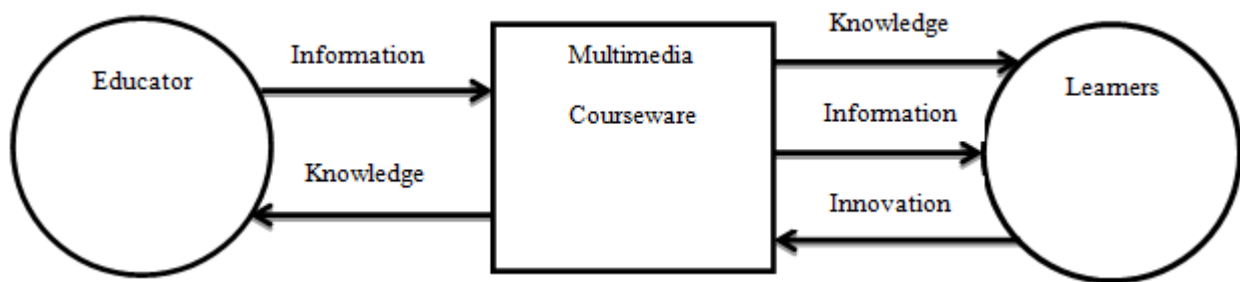 Educator
Information
Knowledge
Multimedia
Courseware
Knowledge
Information
Innovation
Learners